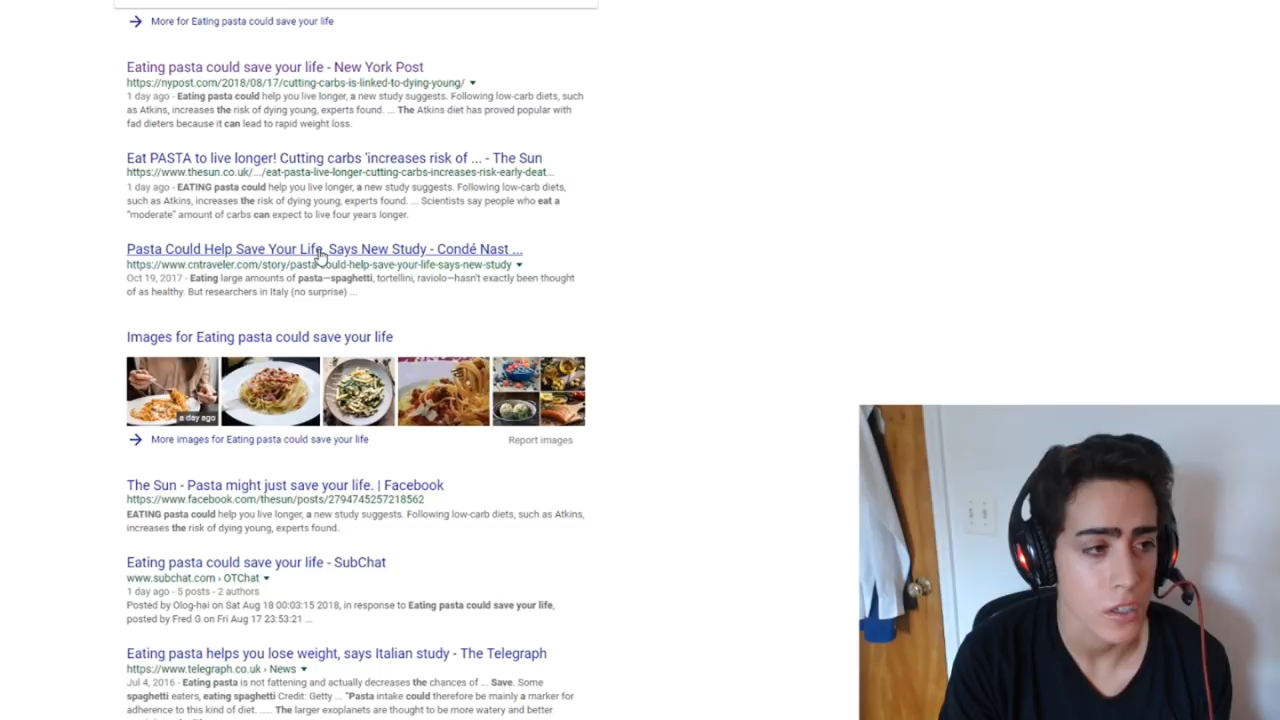 More for Eating pasta could save your life
Eating pasta could save your life - New York Post
https://nypost.com/2018/08/17/cutting-carbs-is-linked-to-dying-young/
1 day ago - Eating pasta could help you live longer, a new study suggests. Following low-carb diets, such
as Atkins, increases the risk of dying young, experts found. ... The Atkins diet has proved popular with
fad dieters because it can lead to rapid weight loss.
Eat PASTA to live longer! Cutting carbs 'increases risk of ... - The Sun
https://www.thesun.co.uk/.../eat-pasta-live-longer-cutting-carbs-increases-risk-early-deat...
1 day ago - EATING pasta could help you live longer, a new study suggests. Following low-carb diets,
such as Atkins, increases the risk of dying young, experts found. ... Scientists say people who eat a
"moderate" amount of carbs can expect to live four years longer.
Pasta Could Help Save Your Life, Says New Study - Condé Nast ...
https://www.cntraveler.com/story/pasta-could-help-save-your-life-says-new-study
Oct 19, 2017 - Eating large amounts of pasta—spaghetti, tortellini, raviolo—hasn't exactly been thought
of as healthy. But researchers in Italy (no surprise) ...
Images for Eating pasta could save your life
a day ago
More images for Eating pasta could save your life
Report images
The Sun - Pasta might just save your life. | Facebook
https://www.facebook.com/thesun/posts/2794745257218562
EATING pasta could help you live longer, a new study suggests. Following low-carb diets, such as Atkins,
increases the risk of dying young, experts found.
Eating pasta could save your life - SubChat
www.subchat.com › OTChat
1 day ago - 5 posts - 2 authors
Posted by Olog-hai on Sat Aug 18 00:03:15 2018, in response to Eating pasta could save your life,
posted by Fred G on Fri Aug 17 23:53:21 ...
Eating pasta helps you lose weight, says Italian study - The Telegraph
https://www.telegraph.co.uk › News
Jul 4, 2016 - Eating pasta is not fattening and actually decreases the chances of ... Save. Some
spaghetti eaters, eating spaghetti Credit: Getty ... "Pasta intake could therefore be mainly a marker for
adherence to this kind of diet. .... The larger exoplanets are thought to be more watery and better